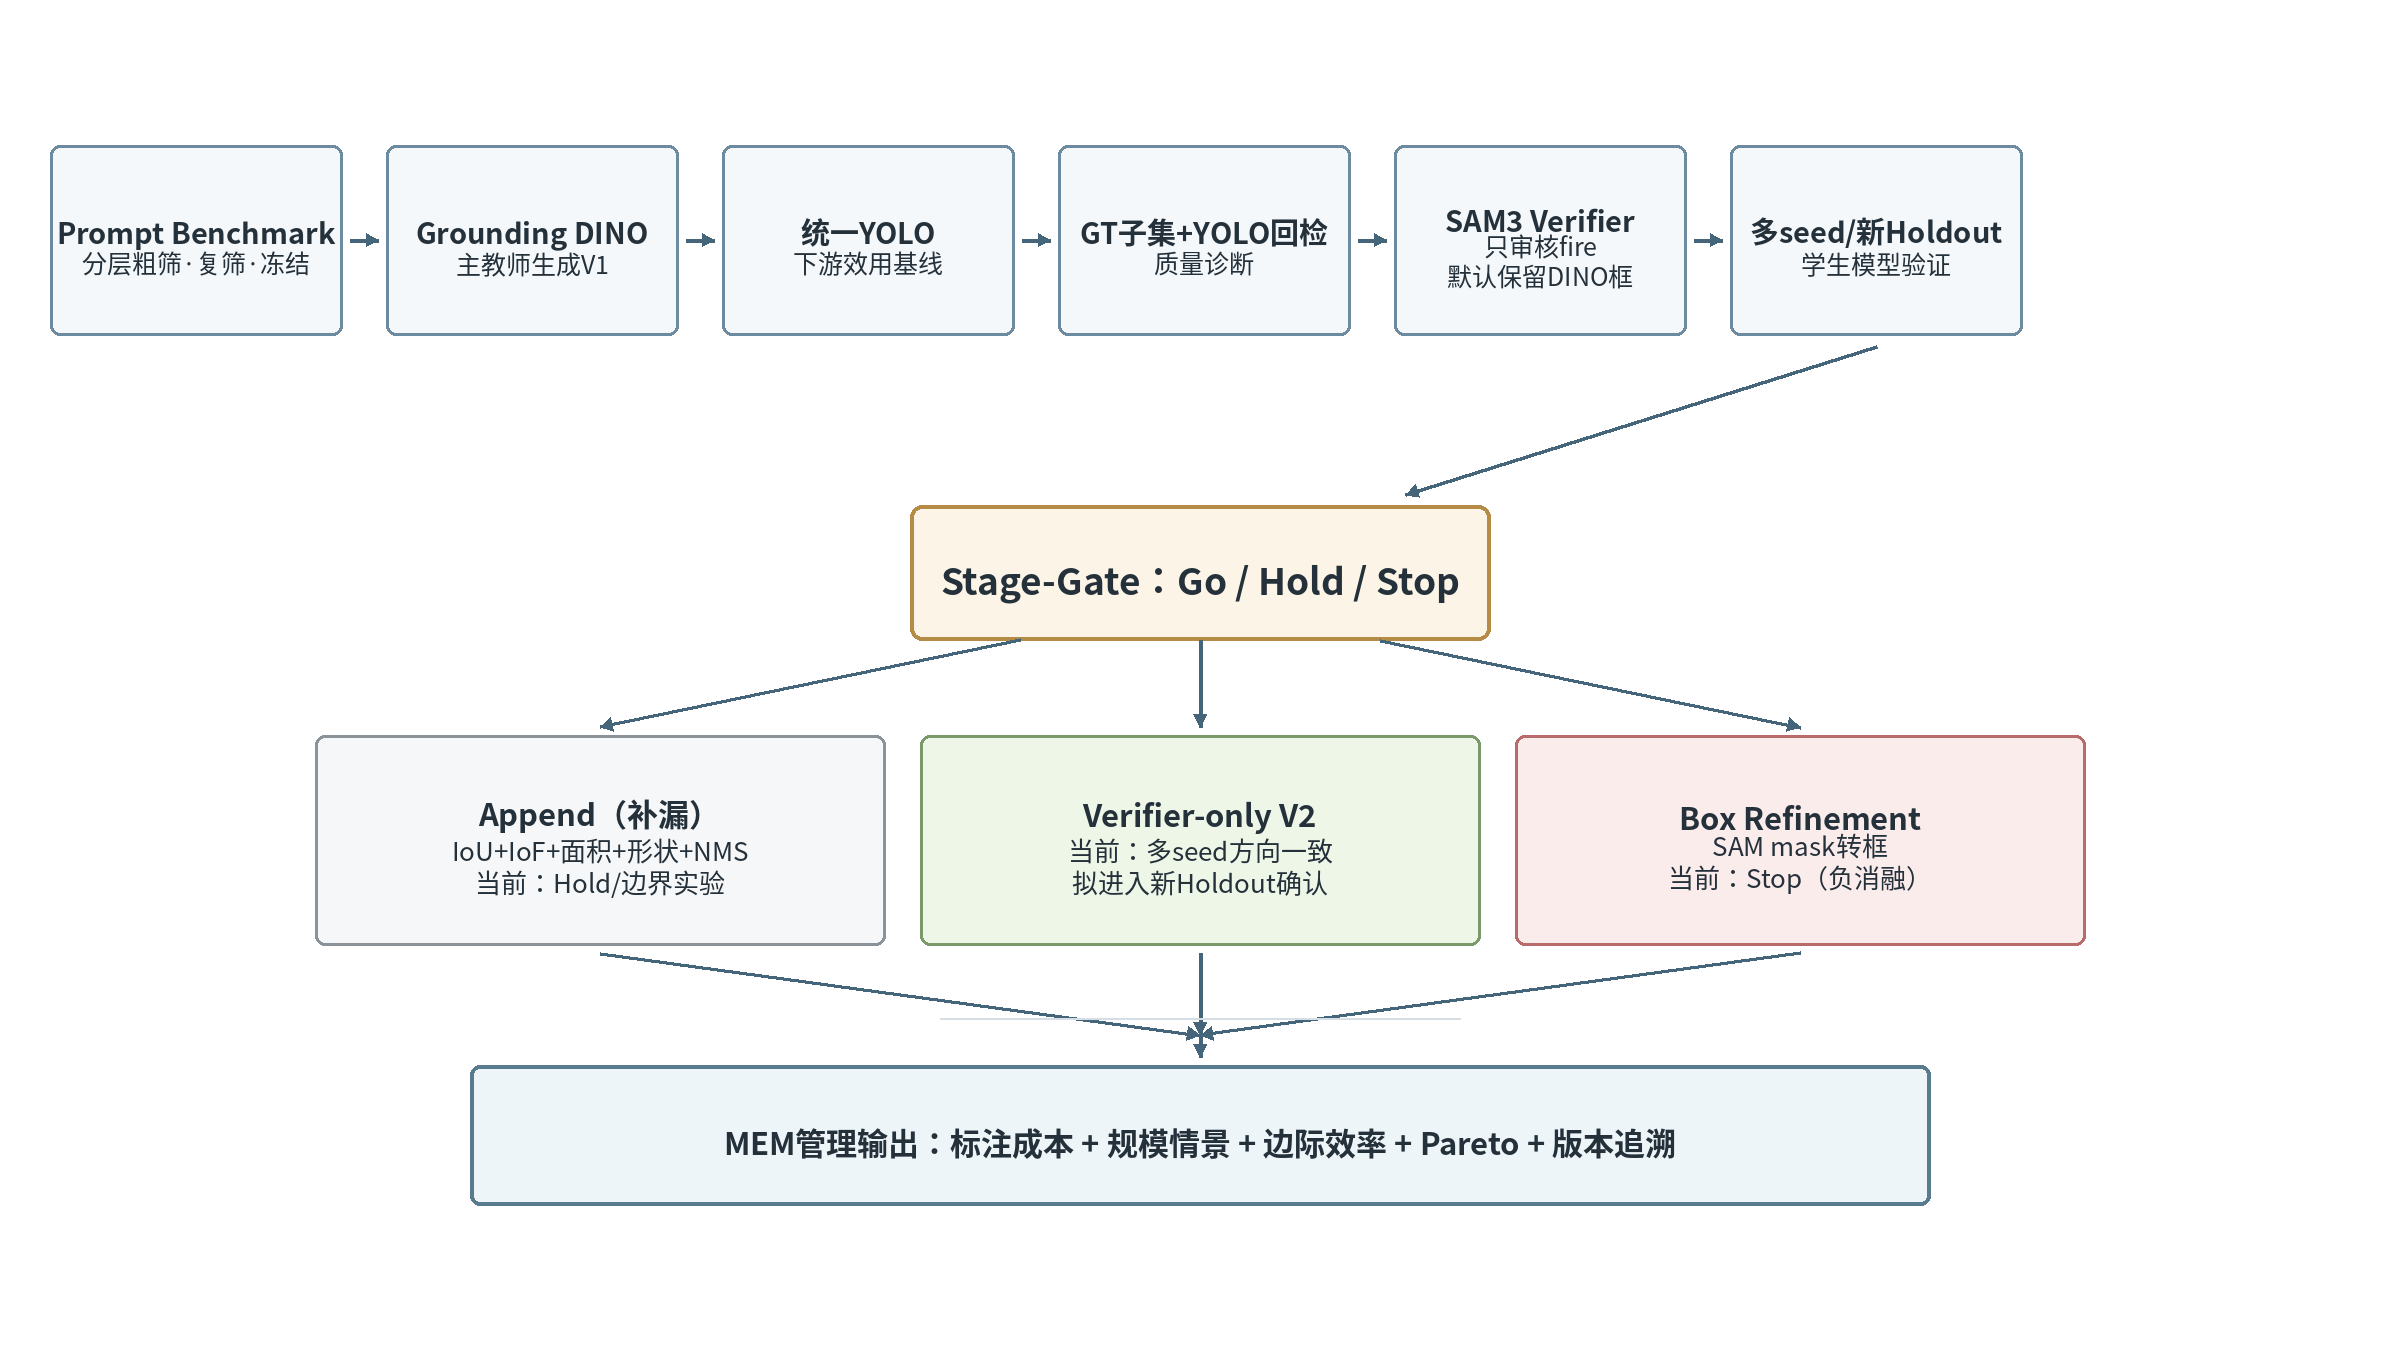 Prompt Benchmark
分层粗筛·复筛·冻结
Grounding DINO
主教师生成V1
统一YOLO
下游效用基线
GT子集+YOLO回检
质量诊断
SAM3 Verifier
只审核fire
默认保留DINO框
多seed/新Holdout
学生模型验证
Stage-Gate：Go / Hold / Stop
Append（补漏）
IoU+IoF+面积+形状+NMS
当前：Hold/边界实验
Verifier-only V2
当前：多seed方向一致
拟进入新Holdout确认
Box Refinement
SAM mask转框
当前：Stop（负消融）
MEM管理输出：标注成本 + 规模情景 + 边际效率 + Pareto + 版本追溯